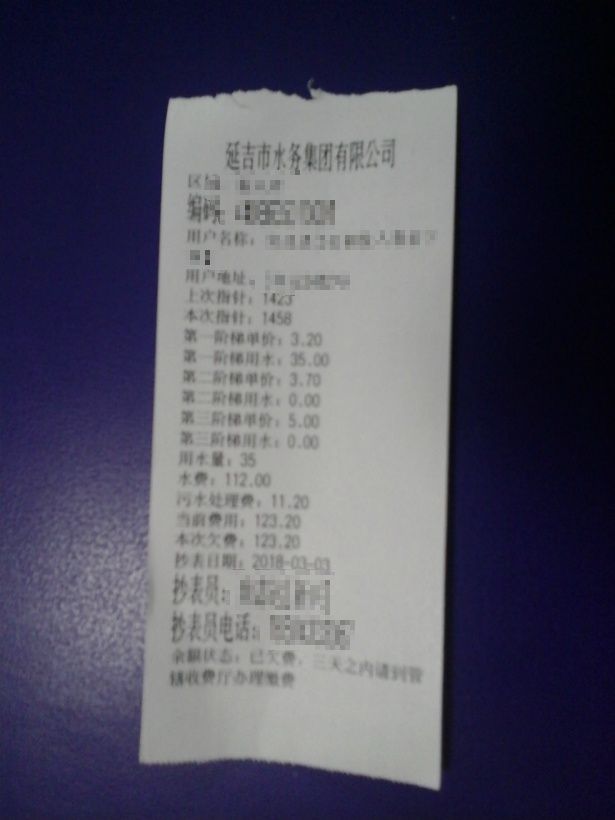 延吉市水务集团有限公司
编码：
用户名称：
用户地址：
上次指针：1423
本次指针：1458
第一阶梯单价：3.20
第一阶梯用水：35.00
第二阶梯单价：3.70
第二阶梯用水：0.00
第三阶梯单价：5.00
第三阶梯用水：0.00
用水量：35
水费：112.00
污水处理费：11.20
当前费用：123.20
本次欠费：123.20
抄表日期：2018-03-03
抄表员：
抄表员电话：
余额状态：已欠费，三天之内请到管
辖收费厅办理缴费